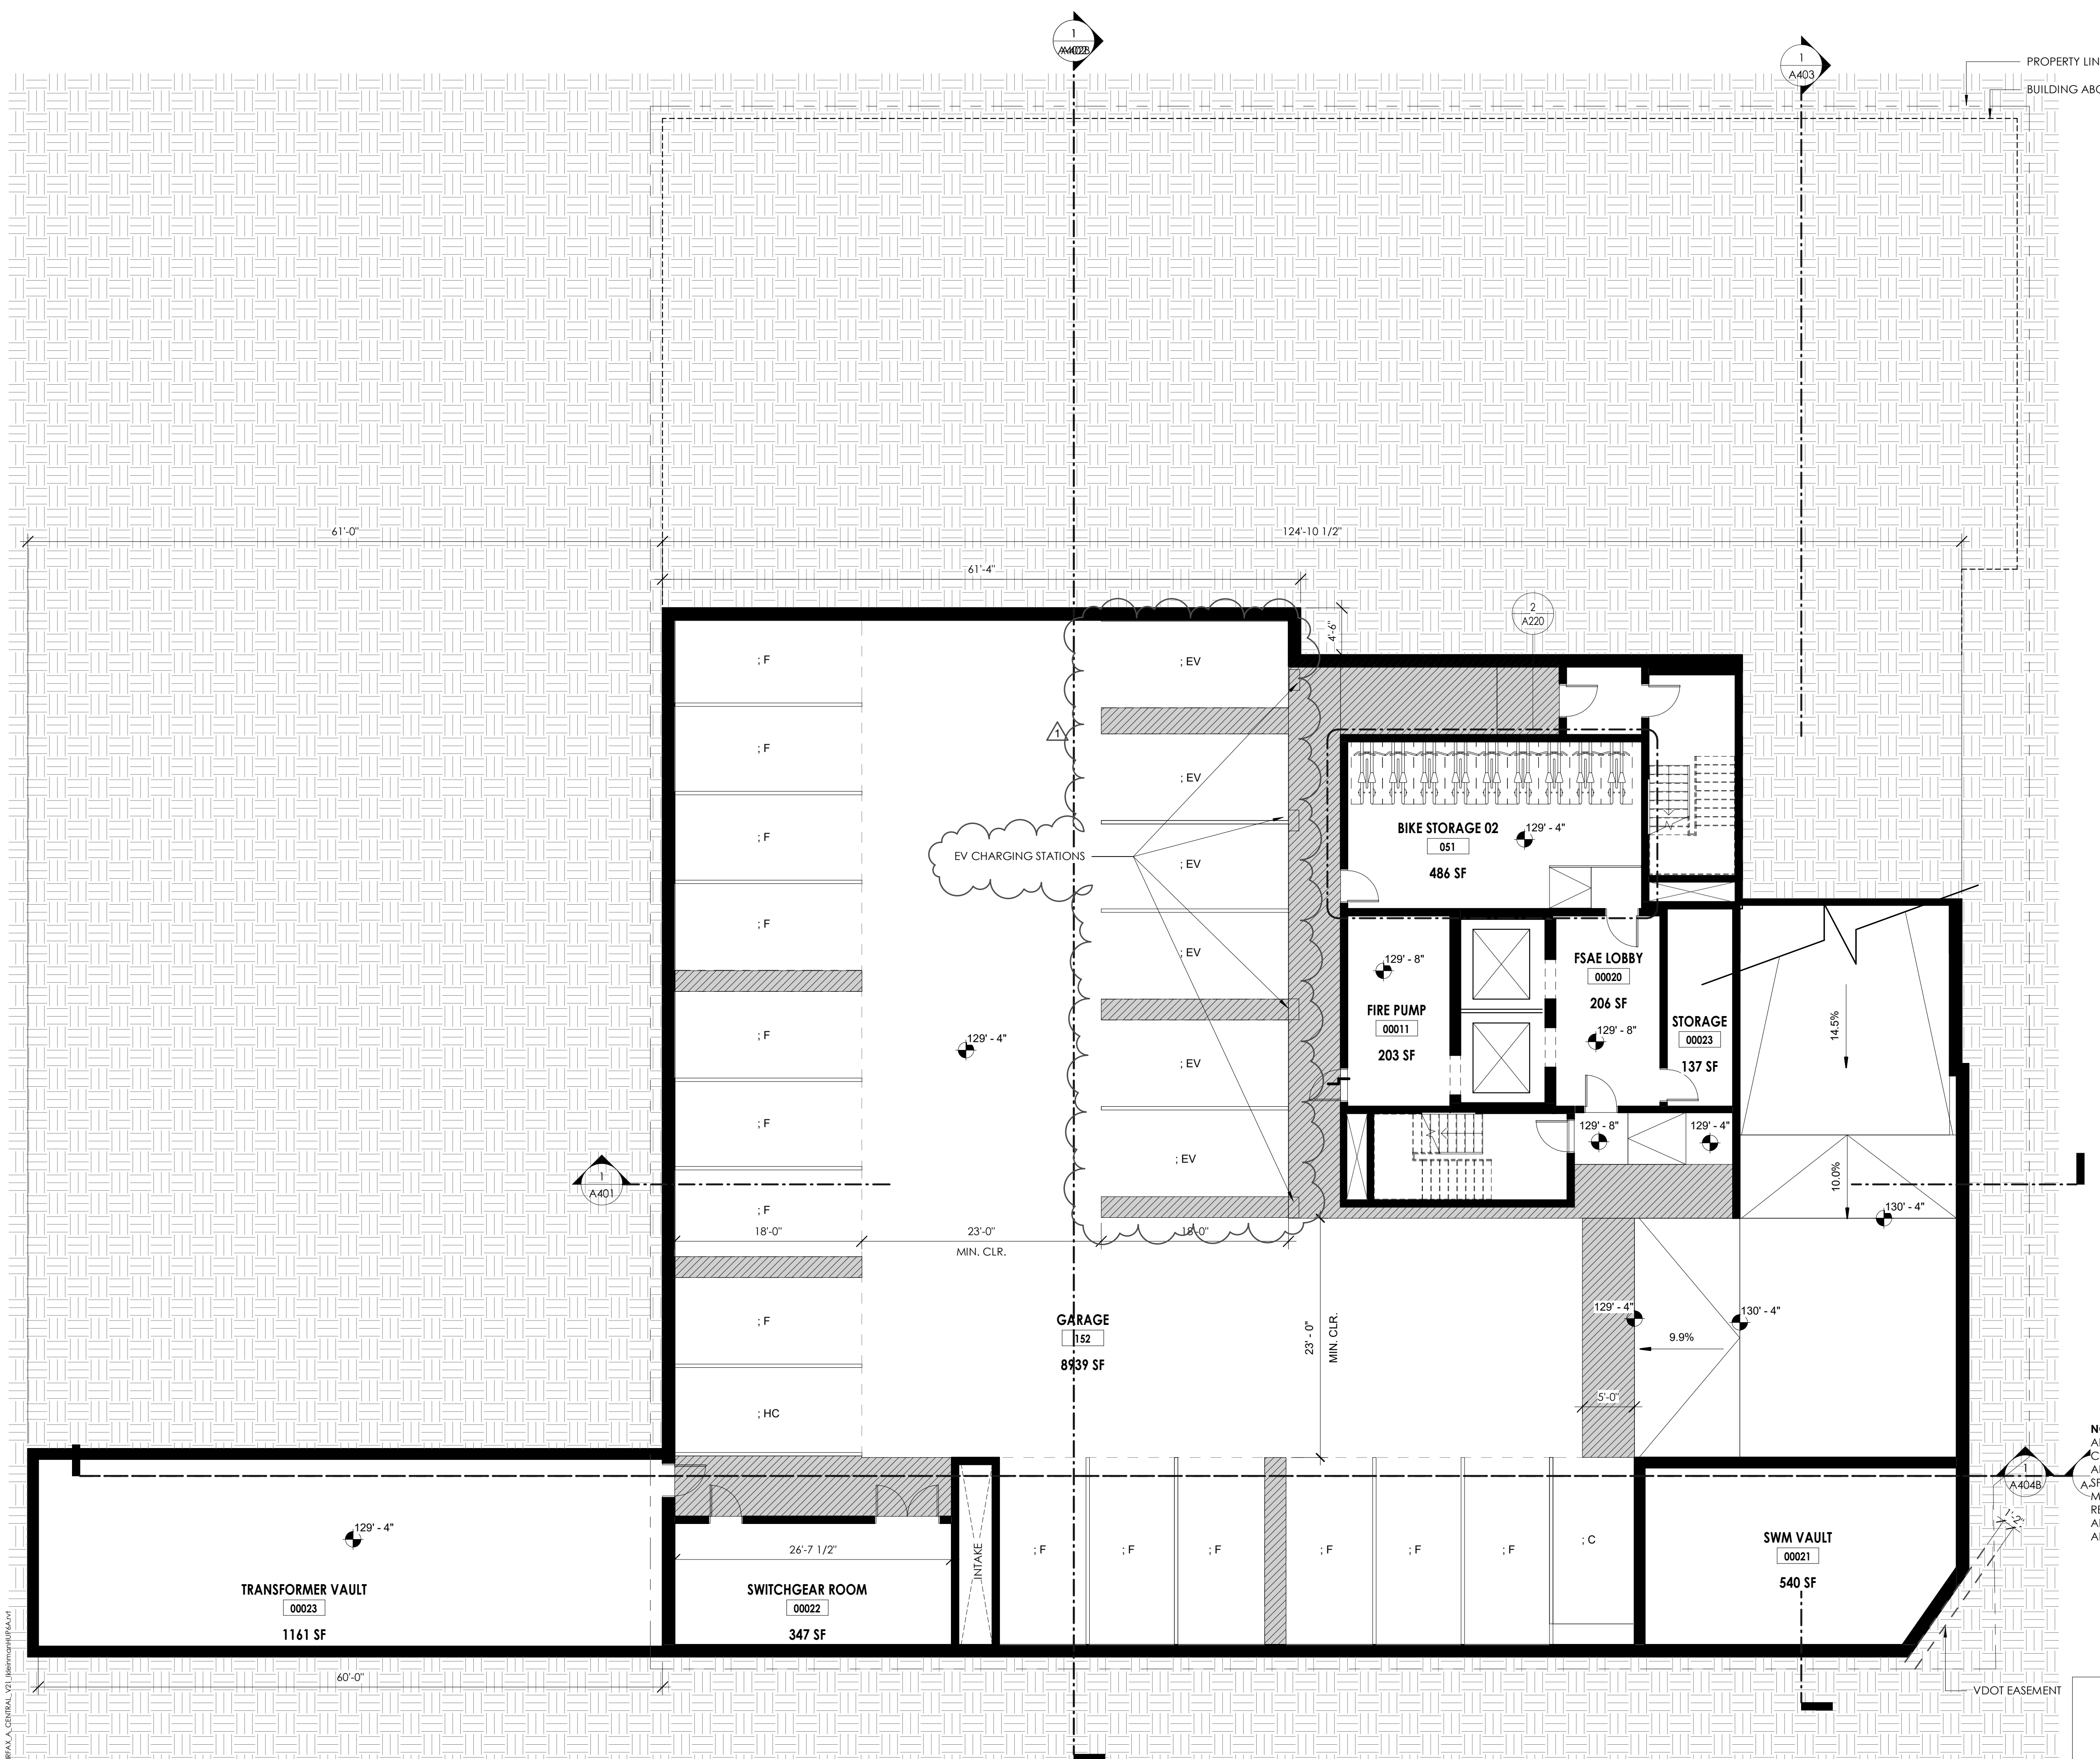 1
A403
PROPERTY LIN
BUILDING ABO
61'-0"
124'-10 1/2"
61'-4"
4'-6"
2
A220
; F
; EV
1
; F
; EV
; F
EV CHARGING STATIONS
; EV
BIKE STORAGE 02
051
486 SF
129' - 4"
; F
; EV
129' - 8"
FIRE PUMP
00011
203 SF
FSAE LOBBY
00020
206 SF
129' - 8"
STORAGE
00023
137 SF
14.5%
; F
129' - 4"
; EV
; F
; EV
129' - 8"
129' - 4"
10.0%
1
A401
; F
130' - 4"
18'-0"
23'-0"
MIN. CLR.
18'-0"
; F
GARAGE
152
8939 SF
23' - 0"
MIN. CLR.
129' - 4"
130' - 4"
9.9%
5'-0"
; HC
1
A404B
129' - 4"
TRANSFORMER VAULT
00023
1161 SF
26'-7 1/2"
SWITCHGEAR ROOM
00022
347 SF
INTAKE
; F
; F
; F
; F
; F
; F
; C
SWM VAULT
00021
540 SF
1'-2"
60'-0"
VDOT EASEMENT